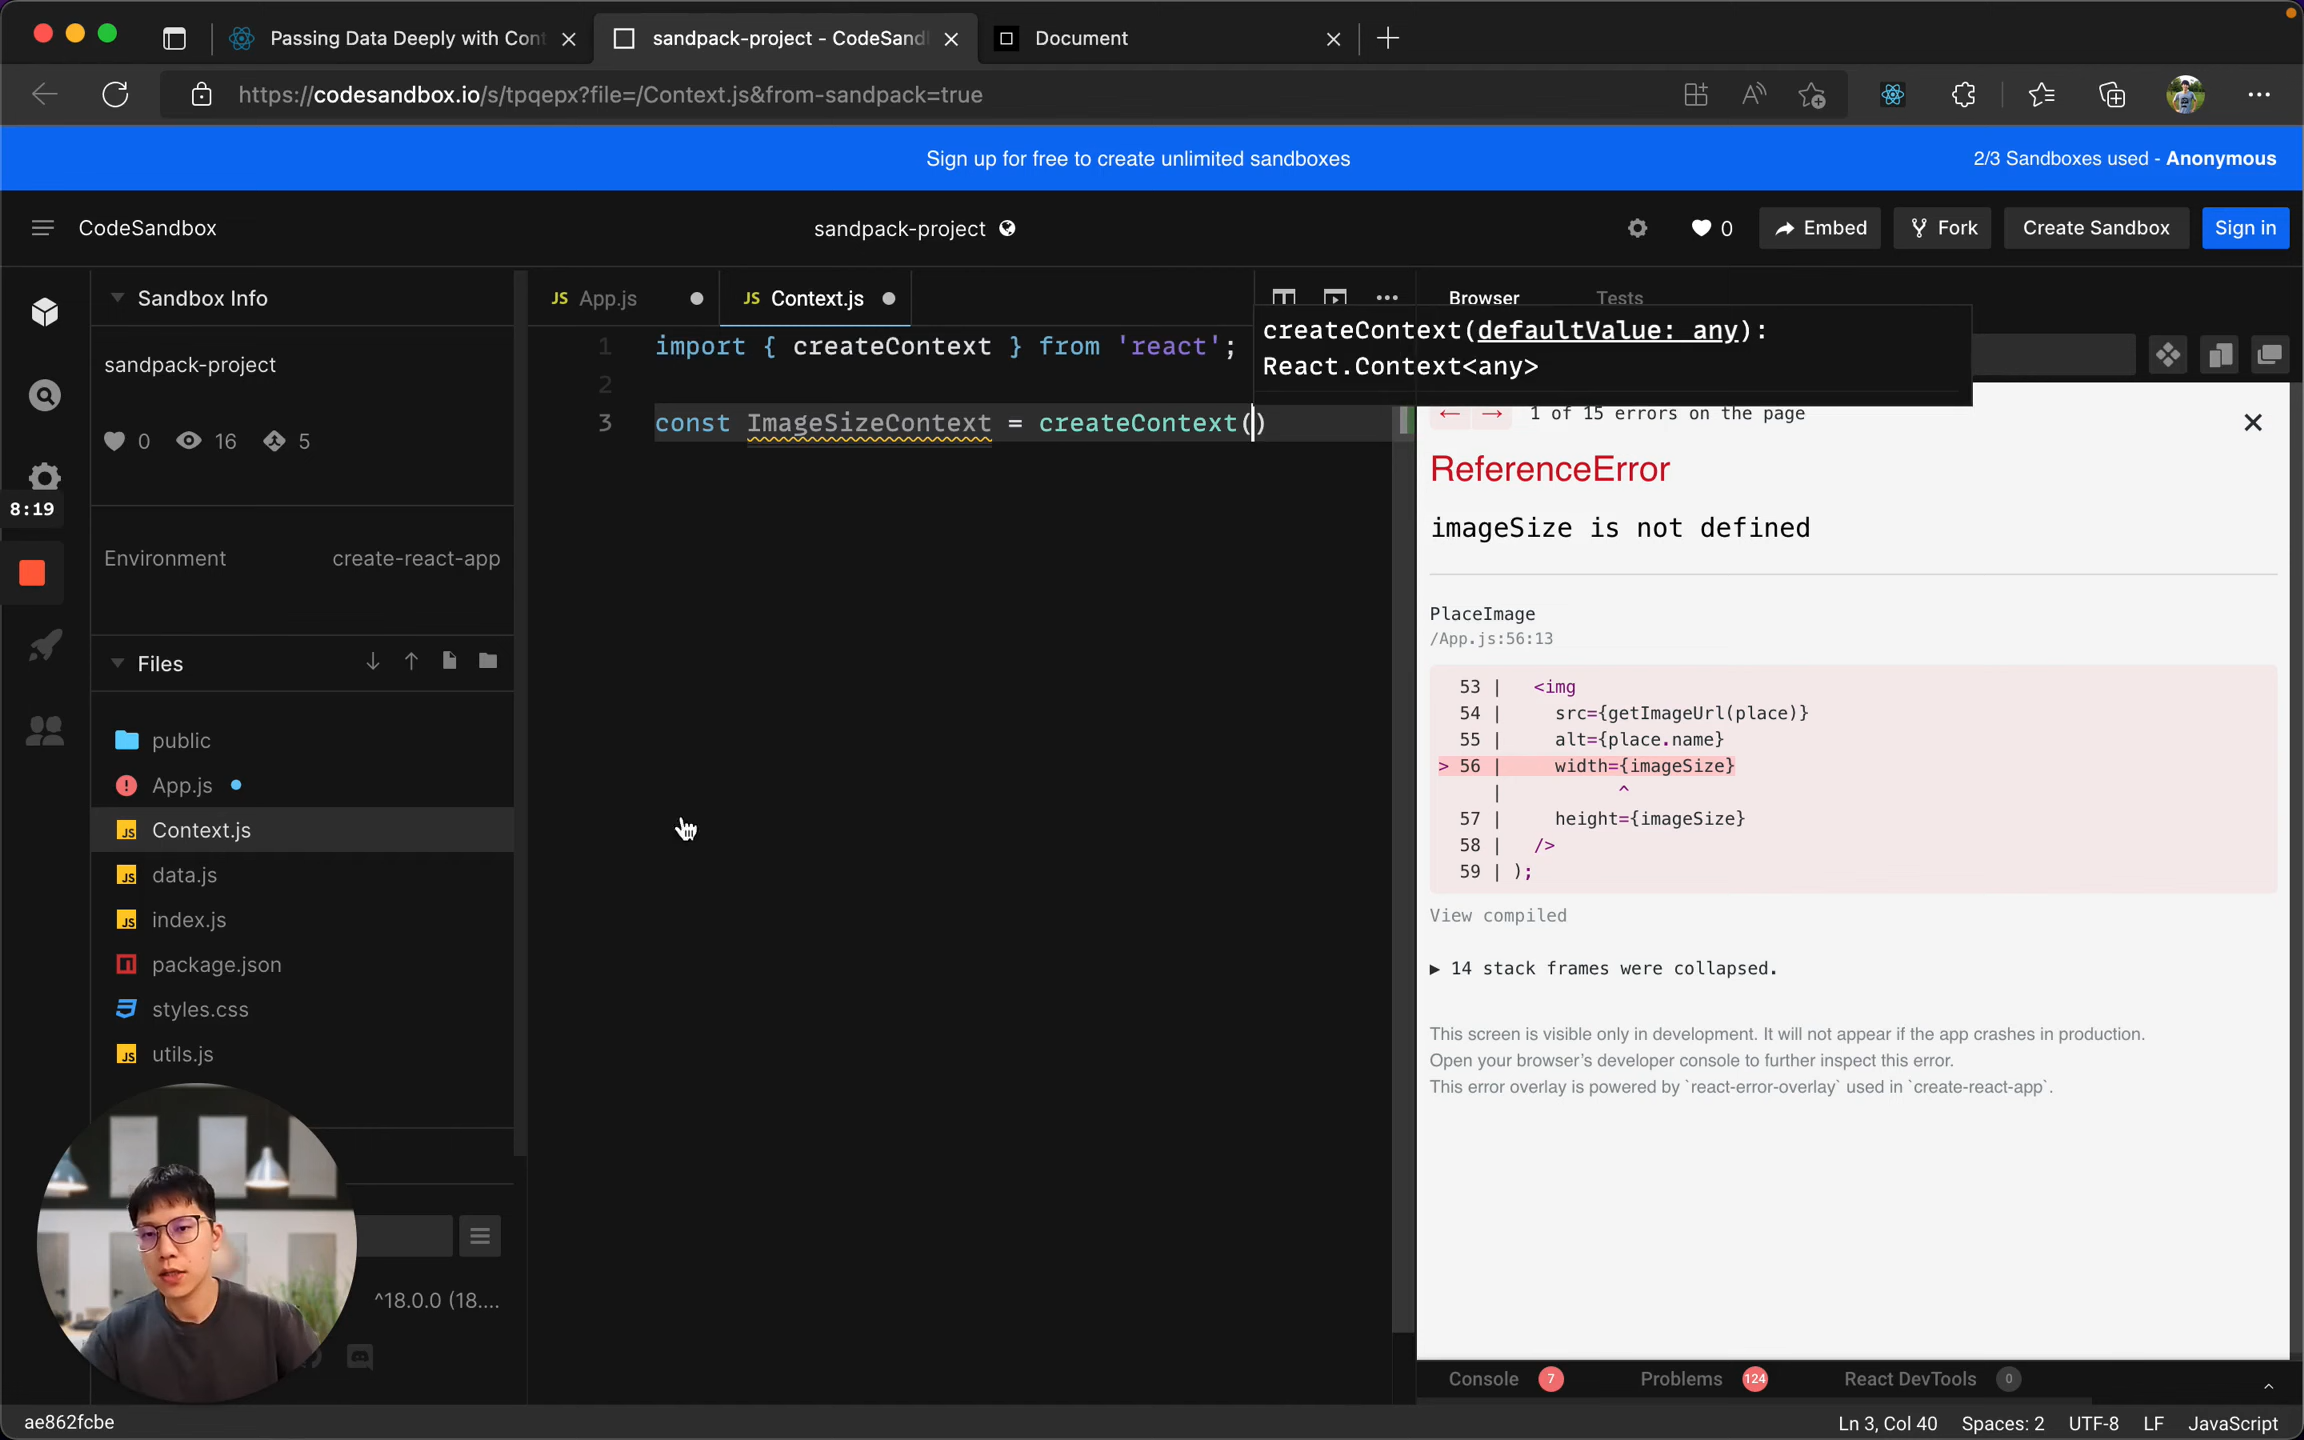 Passing Data Deeply with Cont
sandpack-project - CodeSand
Document
https://codesandbox.io/s/tpqepx?file=/Context.js&from-sandpack=true
Sign up for free to create unlimited sandboxes
2/3 Sandboxes used - Anonymous
CodeSandbox
sandpack-project
0
Embed
Fork
Create Sandbox
Sign in
Sandbox Info
sandpack-project
0 16 5
8:19
Environment create-react-app
Files
public
App.js
Context.js
data.js
index.js
package.json
styles.css
utils.js
^18.0.0 (18....
JS App.js
JS Context.js
1 import { createContext } from 'react';
2
3 const ImageSizeContext = createContext()
createContext(defaultValue: any):
React.Context<any>
Browser
Tests
1 of 15 errors on the page
ReferenceError
imageSize is not defined
PlaceImage
/App.js:56:13
53 | <img
54 | src={getImageUrl(place)}
55 | alt={place.name}
> 56 | width={imageSize}
| ^
57 | height={imageSize}
58 | />
59 | );
View compiled
▶ 14 stack frames were collapsed.
This screen is visible only in development. It will not appear if the app crashes in production.
Open your browser's developer console to further inspect this error.
This error overlay is powered by `react-error-overlay` used in `create-react-app`.
Console 7
Problems 124
React DevTools 0
ae862fcbe
Ln 3, Col 40
Spaces: 2
UTF-8
LF
JavaScript